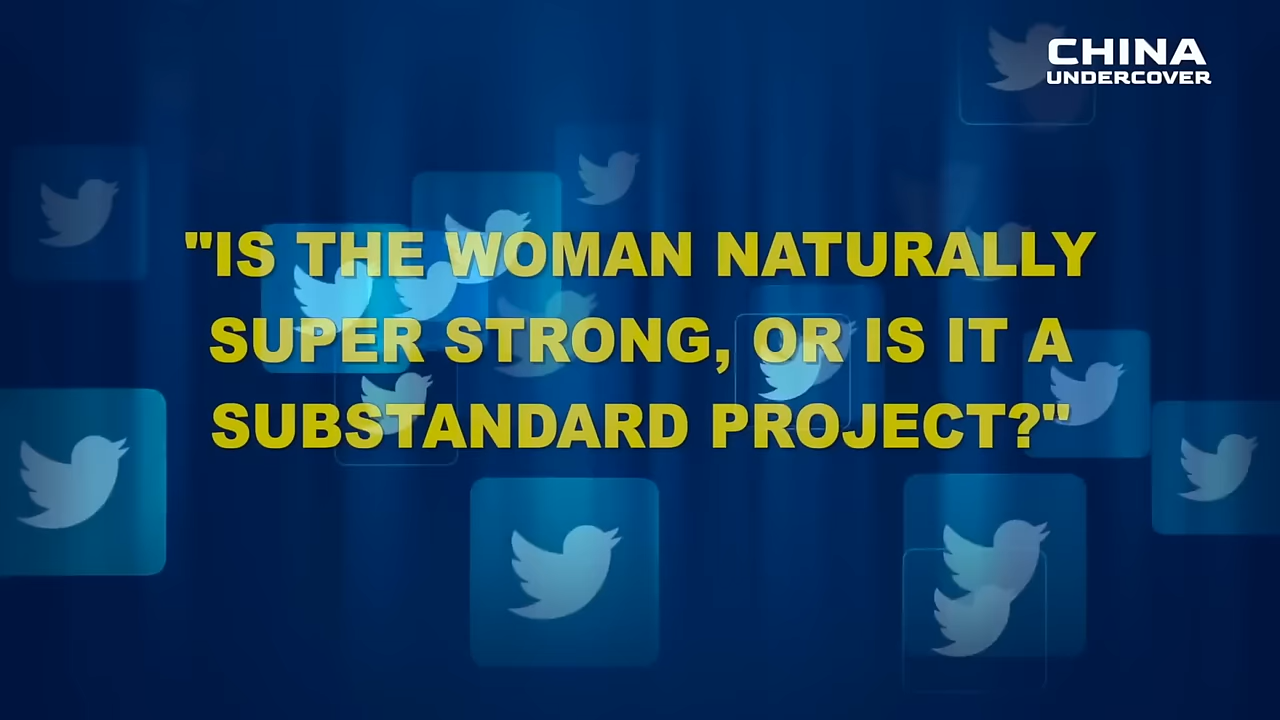 CHINA
UNDERCOVER
"IS THE WOMAN NATURALLY
SUPER STRONG, OR IS IT A
SUBSTANDARD PROJECT?"